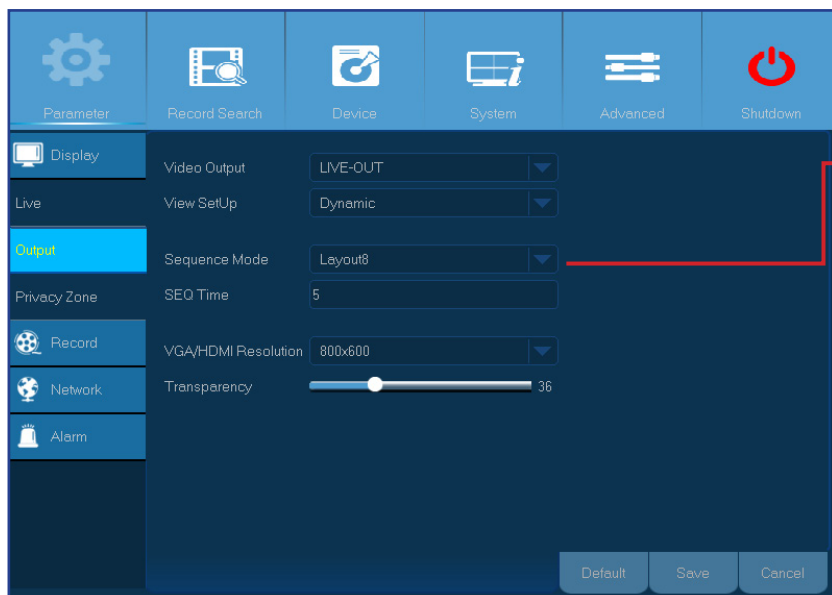 Parameter
Record Search
Device
System
Advanced
Shutdown
Display
Live
Output
Privacy Zone
Record
Network
Alarm
Video Output LIVE-OUT
View SetUp Dynamic
Sequence Mode Layout8
SEQ Time 5
VGA/HDMI Resolution 800x600
Transparency 36
Default
Save
Cancel